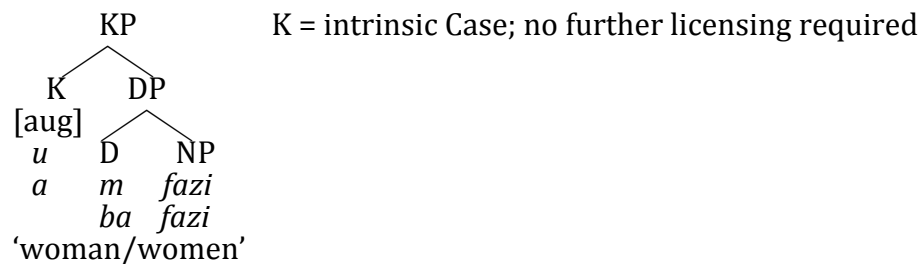 KP K = intrinsic Case; no further licensing required
K DP
[aug]
u D NP
a m fazi
ba fazi
‘woman/women’